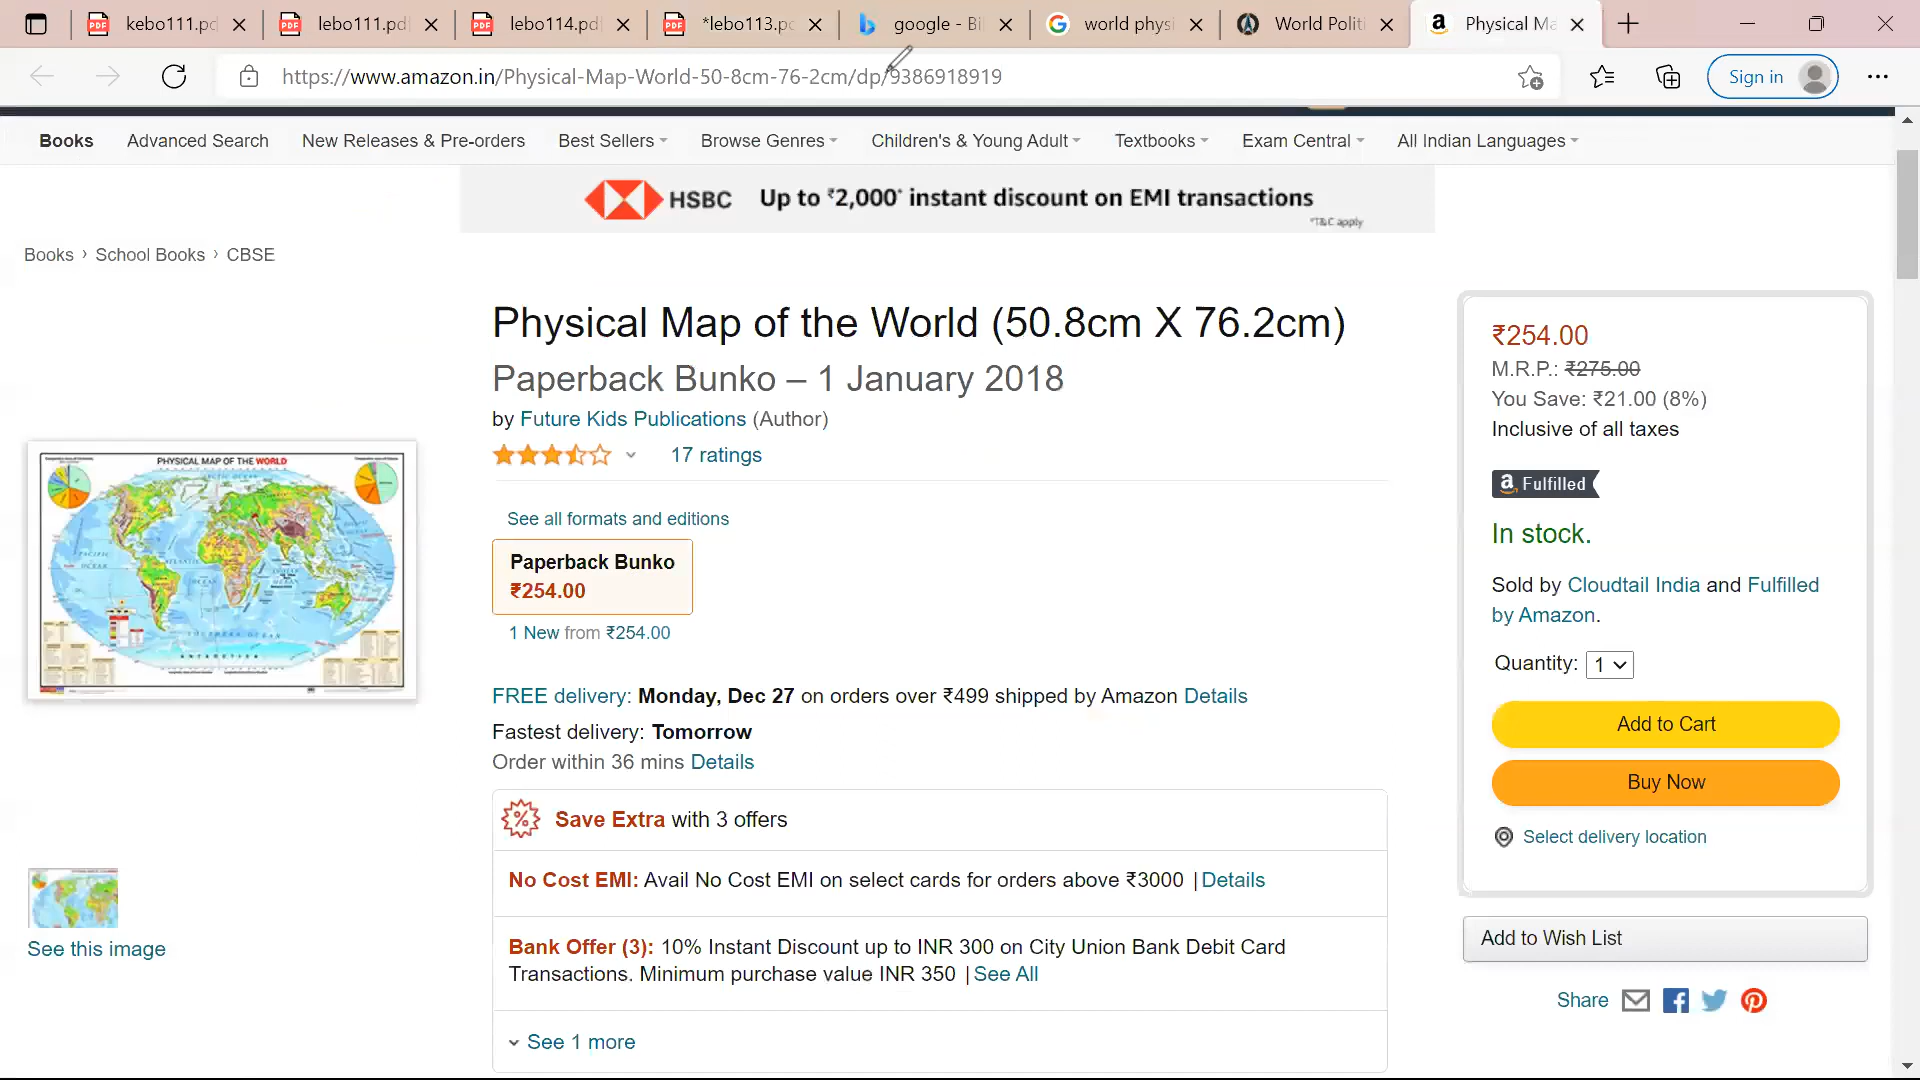 kebo111.pd
lebo111.pdf
lebo114.pdf
*lebo113.pc
google - Bi
world physi
World Politi
Physical Ma
https://www.amazon.in/Physical-Map-World-50-8cm-76-2cm/dp/9386918919
Sign in
Books Advanced Search New Releases & Pre-orders Best Sellers Browse Genres Children's & Young Adult Textbooks Exam Central All Indian Languages
HSBC Up to ₹2,000* instant discount on EMI transactions
*T&C apply
Books › School Books › CBSE
Physical Map of the World (50.8cm X 76.2cm)
Paperback Bunko – 1 January 2018
by Future Kids Publications (Author)
17 ratings
See all formats and editions
Paperback Bunko
₹254.00
1 New from ₹254.00
FREE delivery: Monday, Dec 27 on orders over ₹499 shipped by Amazon Details
Fastest delivery: Tomorrow
Order within 36 mins Details
Save Extra with 3 offers
No Cost EMI: Avail No Cost EMI on select cards for orders above ₹3000 | Details
Bank Offer (3): 10% Instant Discount up to INR 300 on City Union Bank Debit Card
Transactions. Minimum purchase value INR 350 | See All
See 1 more
PHYSICAL MAP OF THE WORLD
PACIFIC
OCEAN
ATLANTIC
OCEAN
SOUTHERN OCEAN
ANTARCTICA
See this image
₹254.00
M.R.P.: ₹275.00
You Save: ₹21.00 (8%)
Inclusive of all taxes
a Fulfilled
In stock.
Sold by Cloudtail India and Fulfilled
by Amazon.
Quantity: 1
Add to Cart
Buy Now
Select delivery location
Add to Wish List
Share